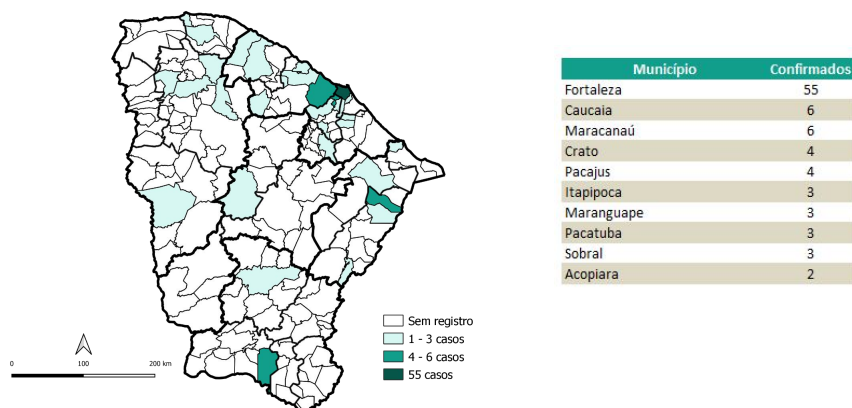 Município Confirmados
Fortaleza 55
Caucaia 6
Maracanaú 6
Crato 4
Pacajus 4
Itapipoca 3
Maranguape 3
Pacatuba 3
Sobral 3
Acopiara 2
Sem registro
1 - 3 casos
4 - 6 casos
55 casos
0 100 200 km